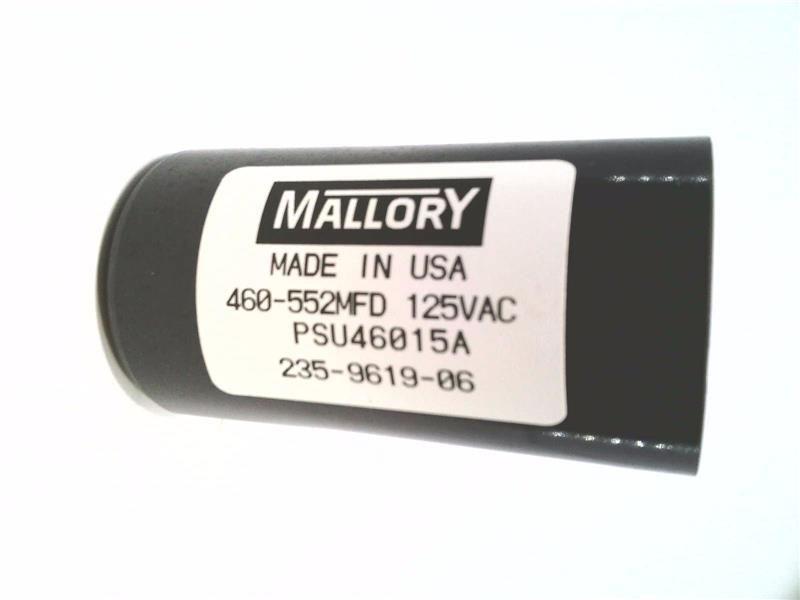 MALLORY
MADE IN USA
460-552MFD 125VAC
PSU46015A
235-9619-06